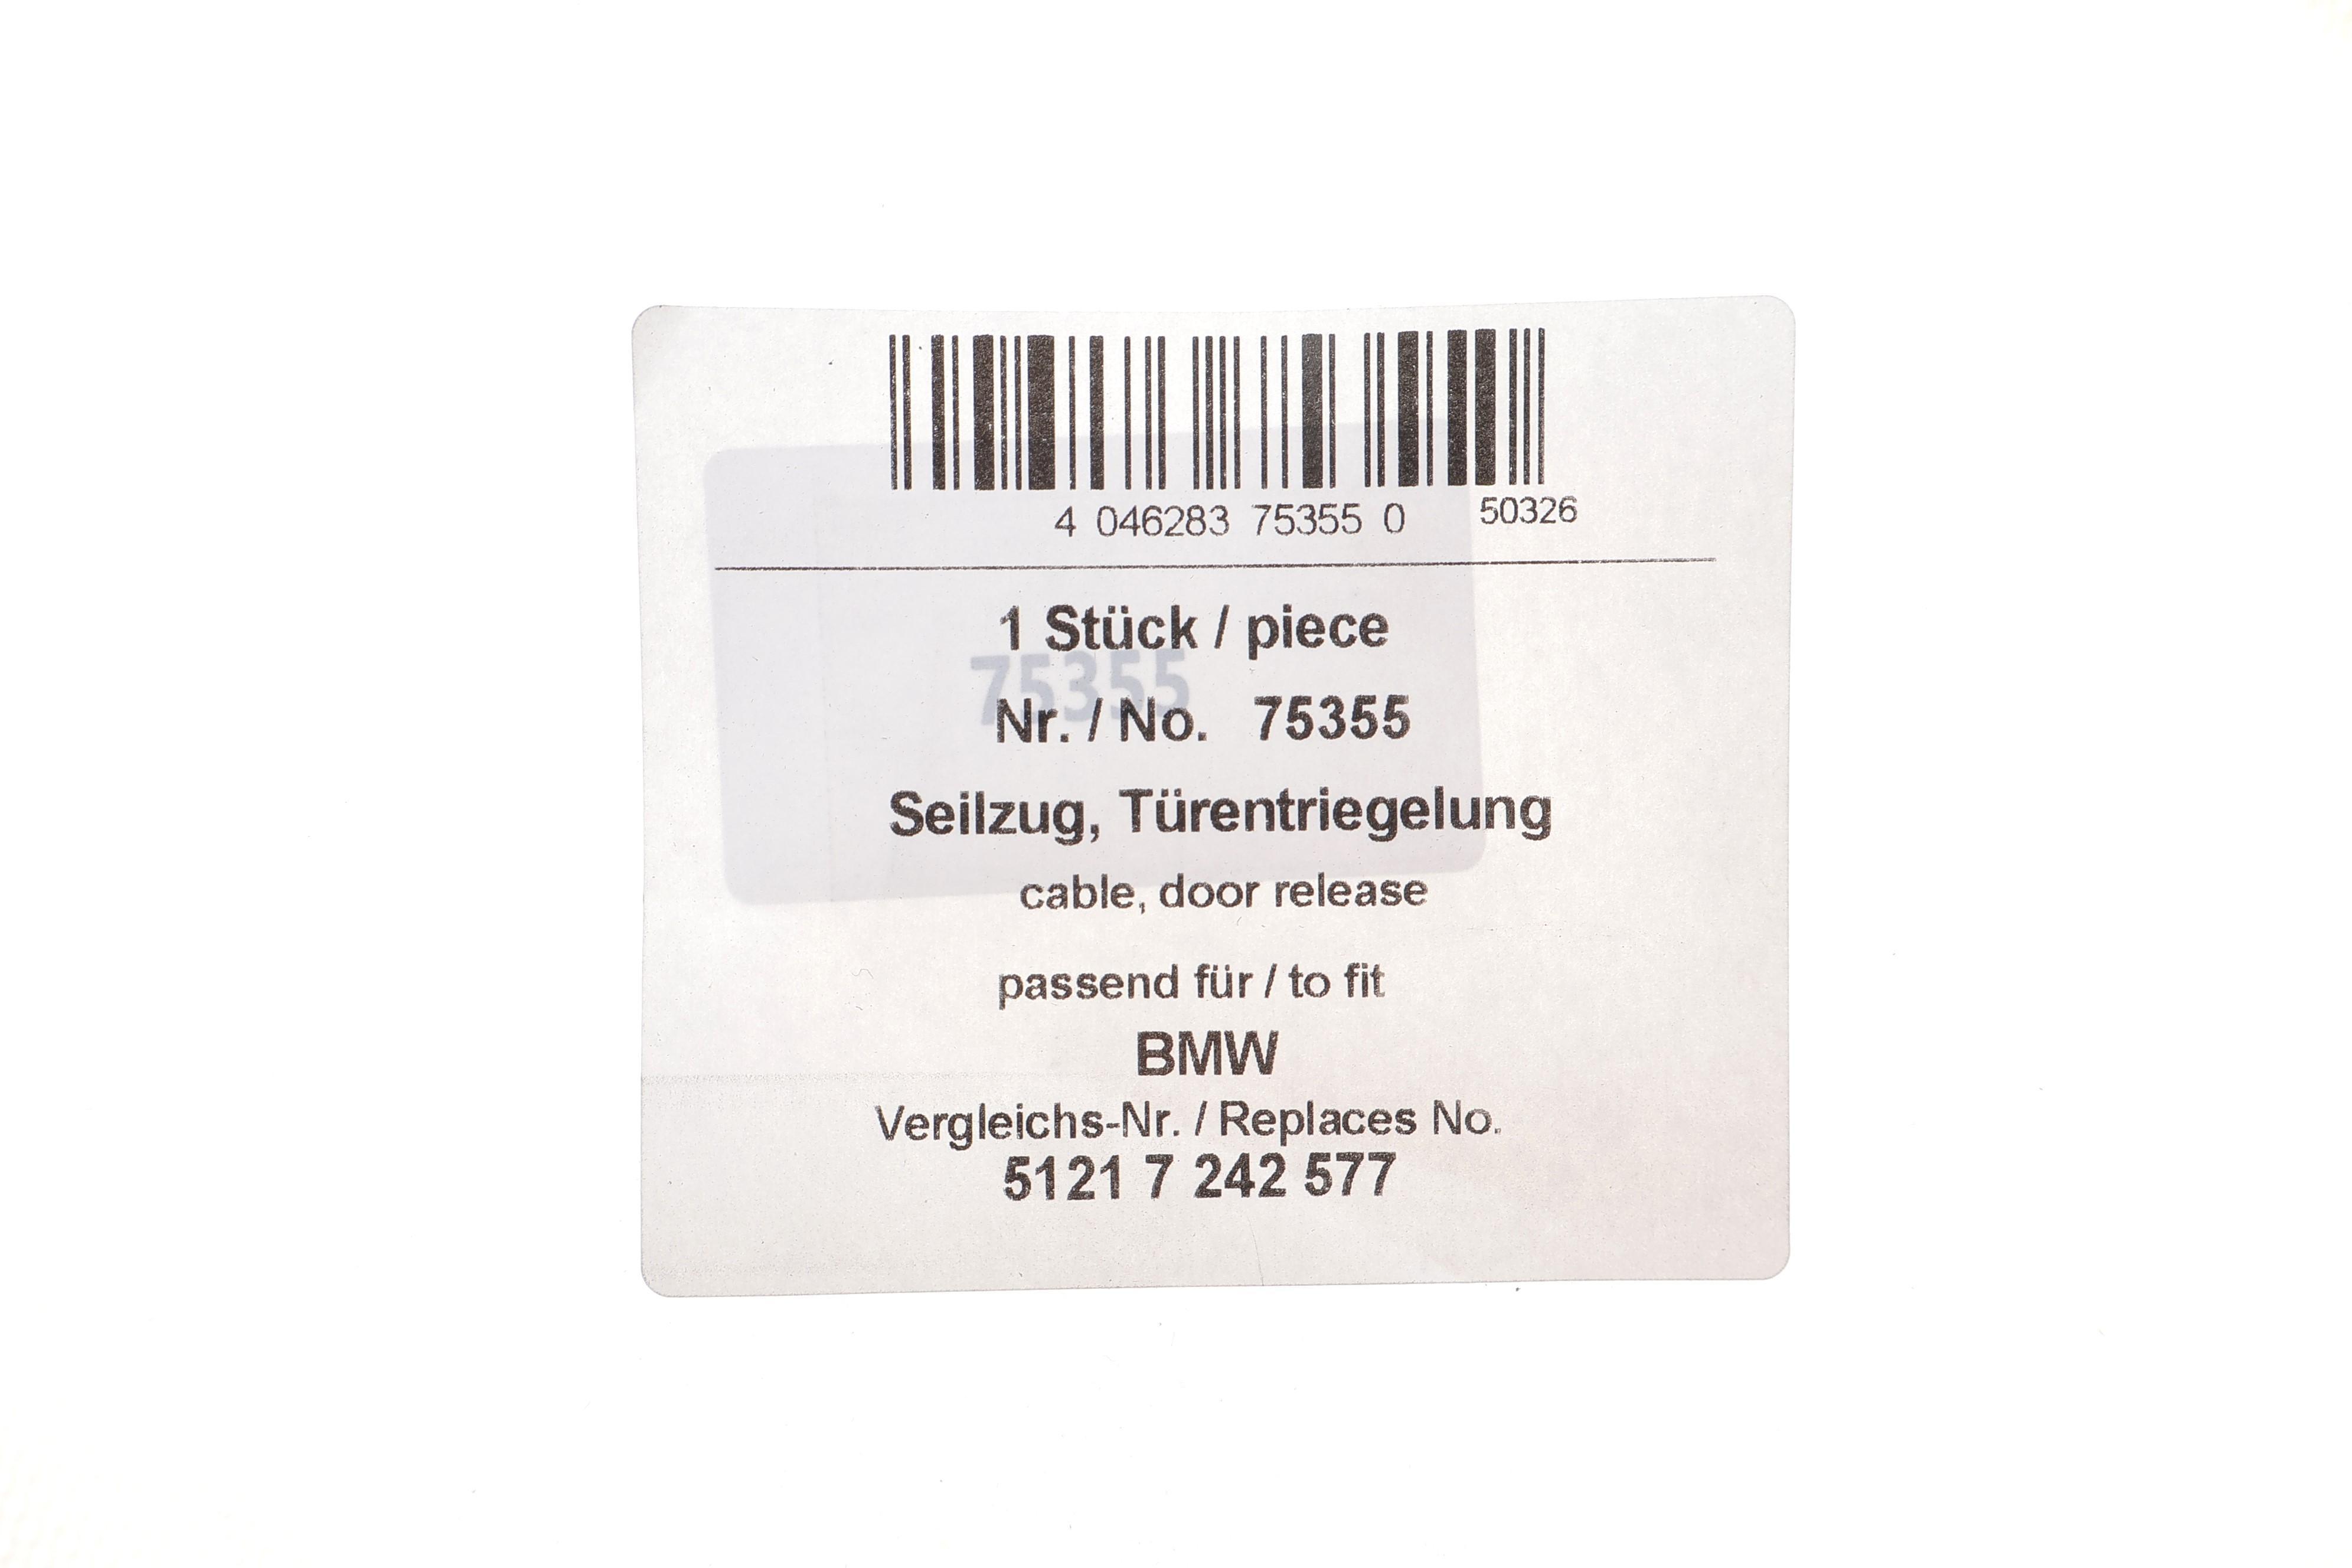 4 046283 75355 0 50326
1 Stück / piece
75355
Nr. / No. 75355
Seilzug, Türentriegelung
cable, door release
passend für / to fit
BMW
Vergleichs-Nr. / Replaces No.
5121 7 242 577